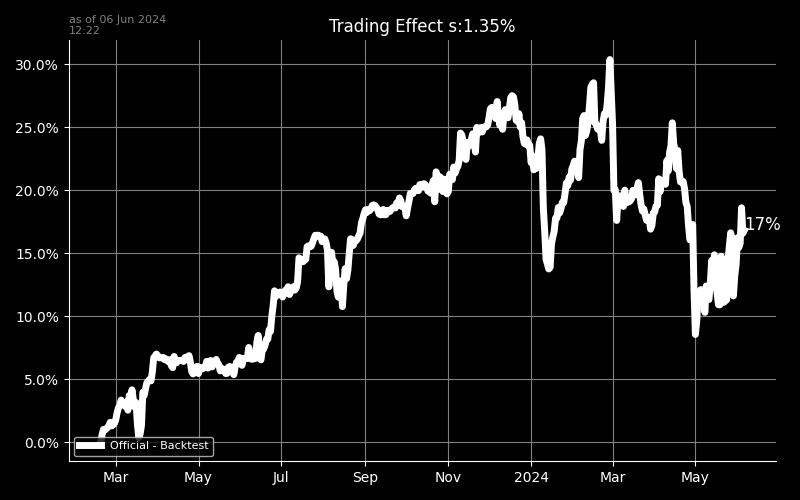 as of 06 Jun 2024
12:22
Trading Effect s:1.35%
30.0%
25.0%
20.0%
15.0%
10.0%
5.0%
0.0%
17%
Official - Backtest
Mar May Jul Sep Nov 2024 Mar May